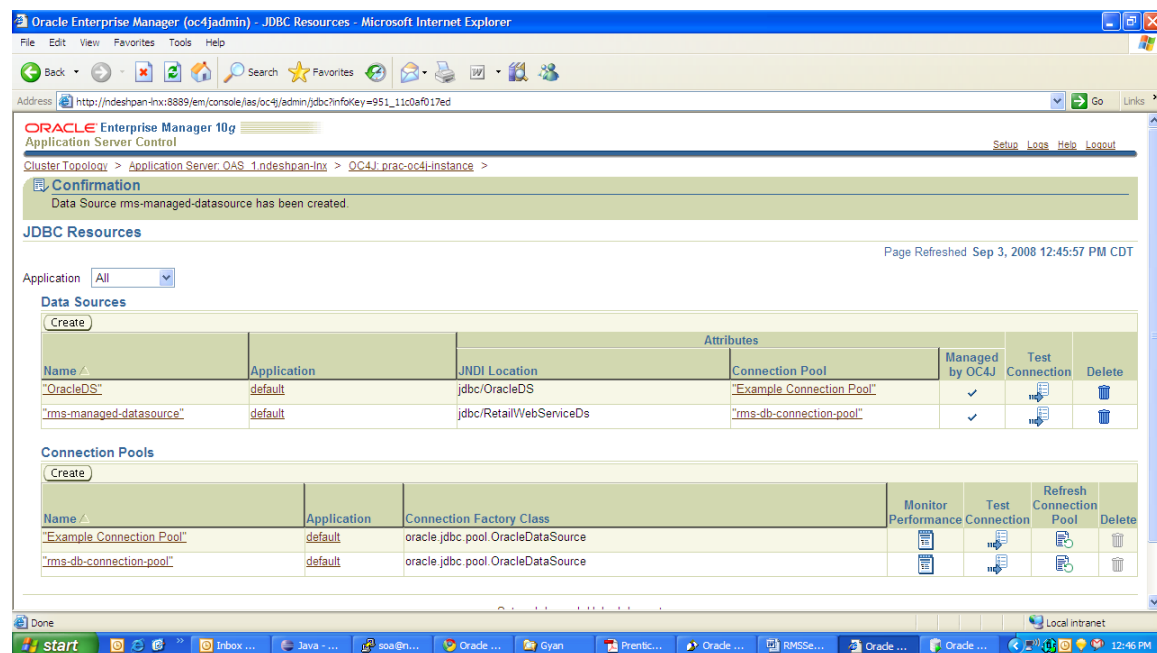 Oracle Enterprise Manager (oc4jadmin) - JDBC Resources - Microsoft Internet Explorer
File Edit View Favorites Tools Help
Back Search Favorites
Address http://ndeshpan-lnx:8889/em/console/ias/oc4j/admin/jdbc?infoKey=951_11c0af017ed Go Links
ORACLE Enterprise Manager 10g
Application Server Control
Setup Logs Help Logout
Cluster Topology > Application Server: OAS_1.ndeshpan-lnx > OC4J: prac-oc4j-instance >
Confirmation
Data Source rms-managed-datasource has been created.
JDBC Resources
Page Refreshed Sep 3, 2008 12:45:57 PM CDT
Application All
Data Sources
Create
Attributes
Name Application JNDI Location Connection Pool Managed by OC4J Test Connection Delete
"OracleDS" default jdbc/OracleDS "Example Connection Pool"
"rms-managed-datasource" default jdbc/RetailWebServiceDs "rms-db-connection-pool"
Connection Pools
Create
Name Application Connection Factory Class Monitor Performance Test Connection Refresh Connection Pool Delete
"Example Connection Pool" default oracle.jdbc.pool.OracleDataSource
"rms-db-connection-pool" default oracle.jdbc.pool.OracleDataSource
Done Local intranet
start Inbox ... Java - ... soa@n... Oracle ... Gyan Prentic... Oracle ... RMSSe... Oracle ... Oracle ... 12:46 PM